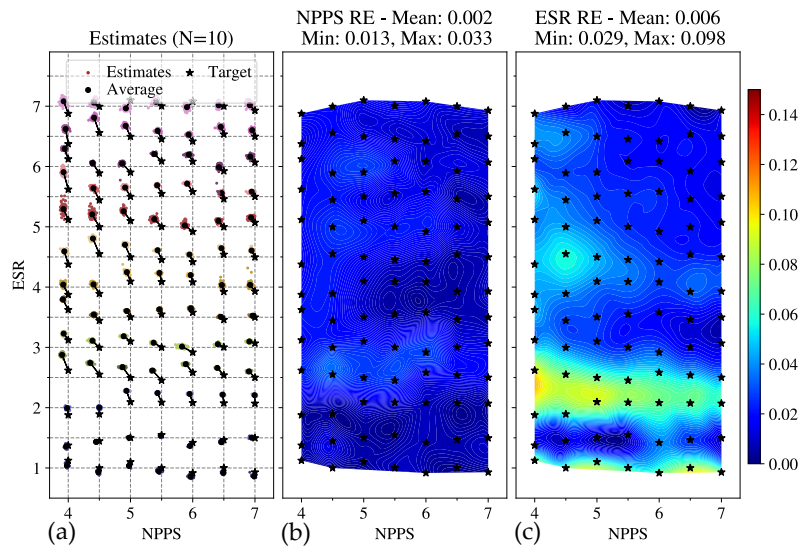 Estimates (N=10)
NPPS RE - Mean: 0.002
Min: 0.013, Max: 0.033
ESR RE - Mean: 0.006
Min: 0.029, Max: 0.098
Estimates
Average
Target
ESR
7
6
5
4
3
2
1
4
5
6
7
NPPS
(a)
4
5
6
7
NPPS
(b)
4
5
6
7
NPPS
(c)
0.14
0.12
0.10
0.08
0.06
0.04
0.02
0.00